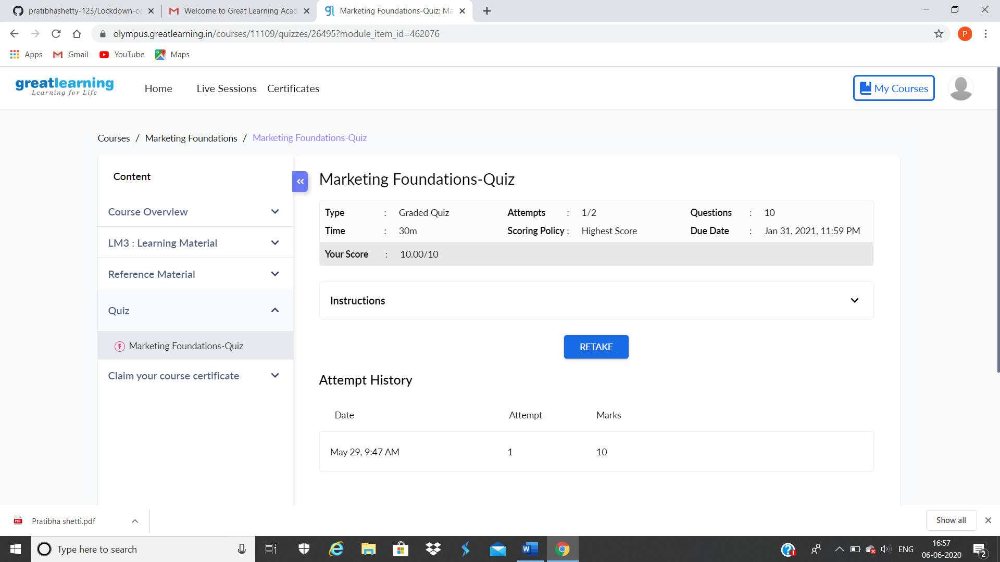 pratibhashetty-123/Lockdown-ce
Welcome to Great Learning Acad
gl Marketing Foundations-Quiz: Ma
olympus.greatlearning.in/courses/11109/quizzes/26495?module_item_id=462076
P
Apps Gmail YouTube Maps
greatlearning
Learning for Life
Home Live Sessions Certificates
My Courses
Courses / Marketing Foundations / Marketing Foundations-Quiz
Content
Course Overview
LM3 : Learning Material
Reference Material
Quiz
Marketing Foundations-Quiz
Claim your course certificate
Marketing Foundations-Quiz
Type : Graded Quiz Attempts : 1/2 Questions : 10
Time : 30m Scoring Policy : Highest Score Due Date : Jan 31, 2021, 11:59 PM
Your Score : 10.00/10
Instructions
RETAKE
Attempt History
Date Attempt Marks
May 29, 9:47 AM 1 10
PDF Pratibha shetti.pdf
Show all
Type here to search
W
ENG
16:57
06-06-2020
2